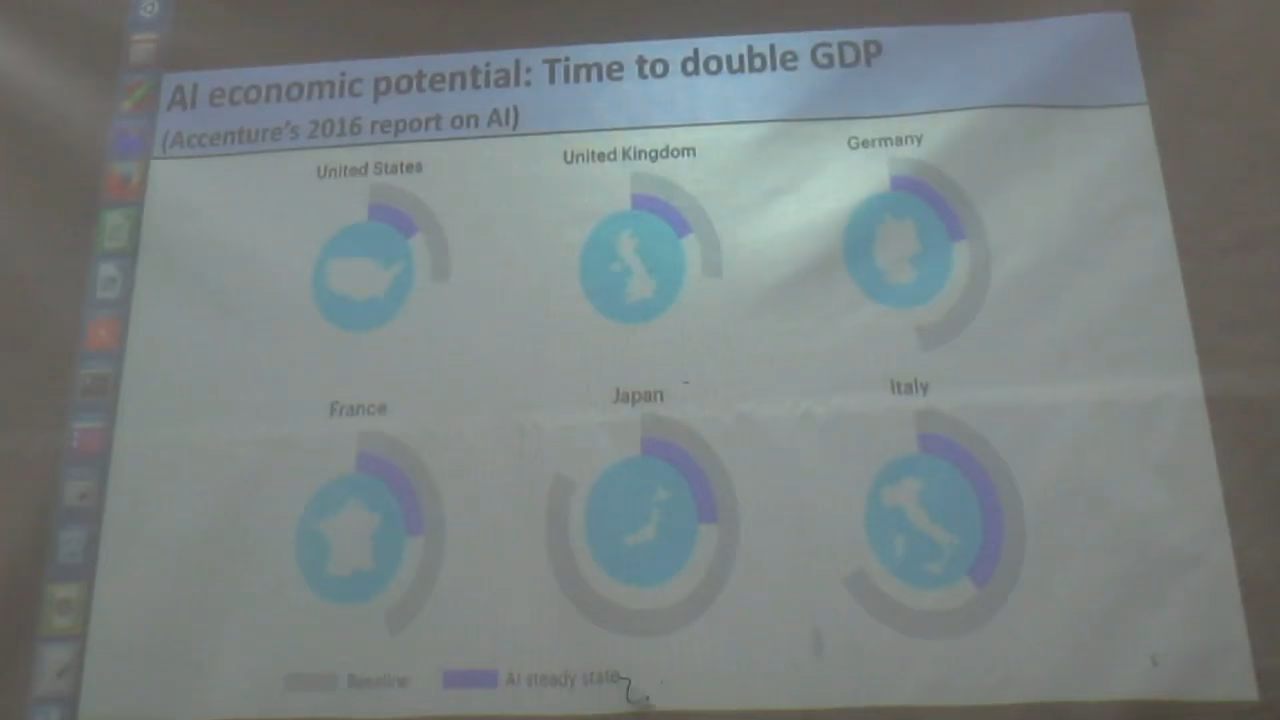 AI economic potential: Time to double GDP
(Accenture's 2016 report on AI)
United States
United Kingdom
Germany
France
Japan
Italy
Baseline
AI steady state